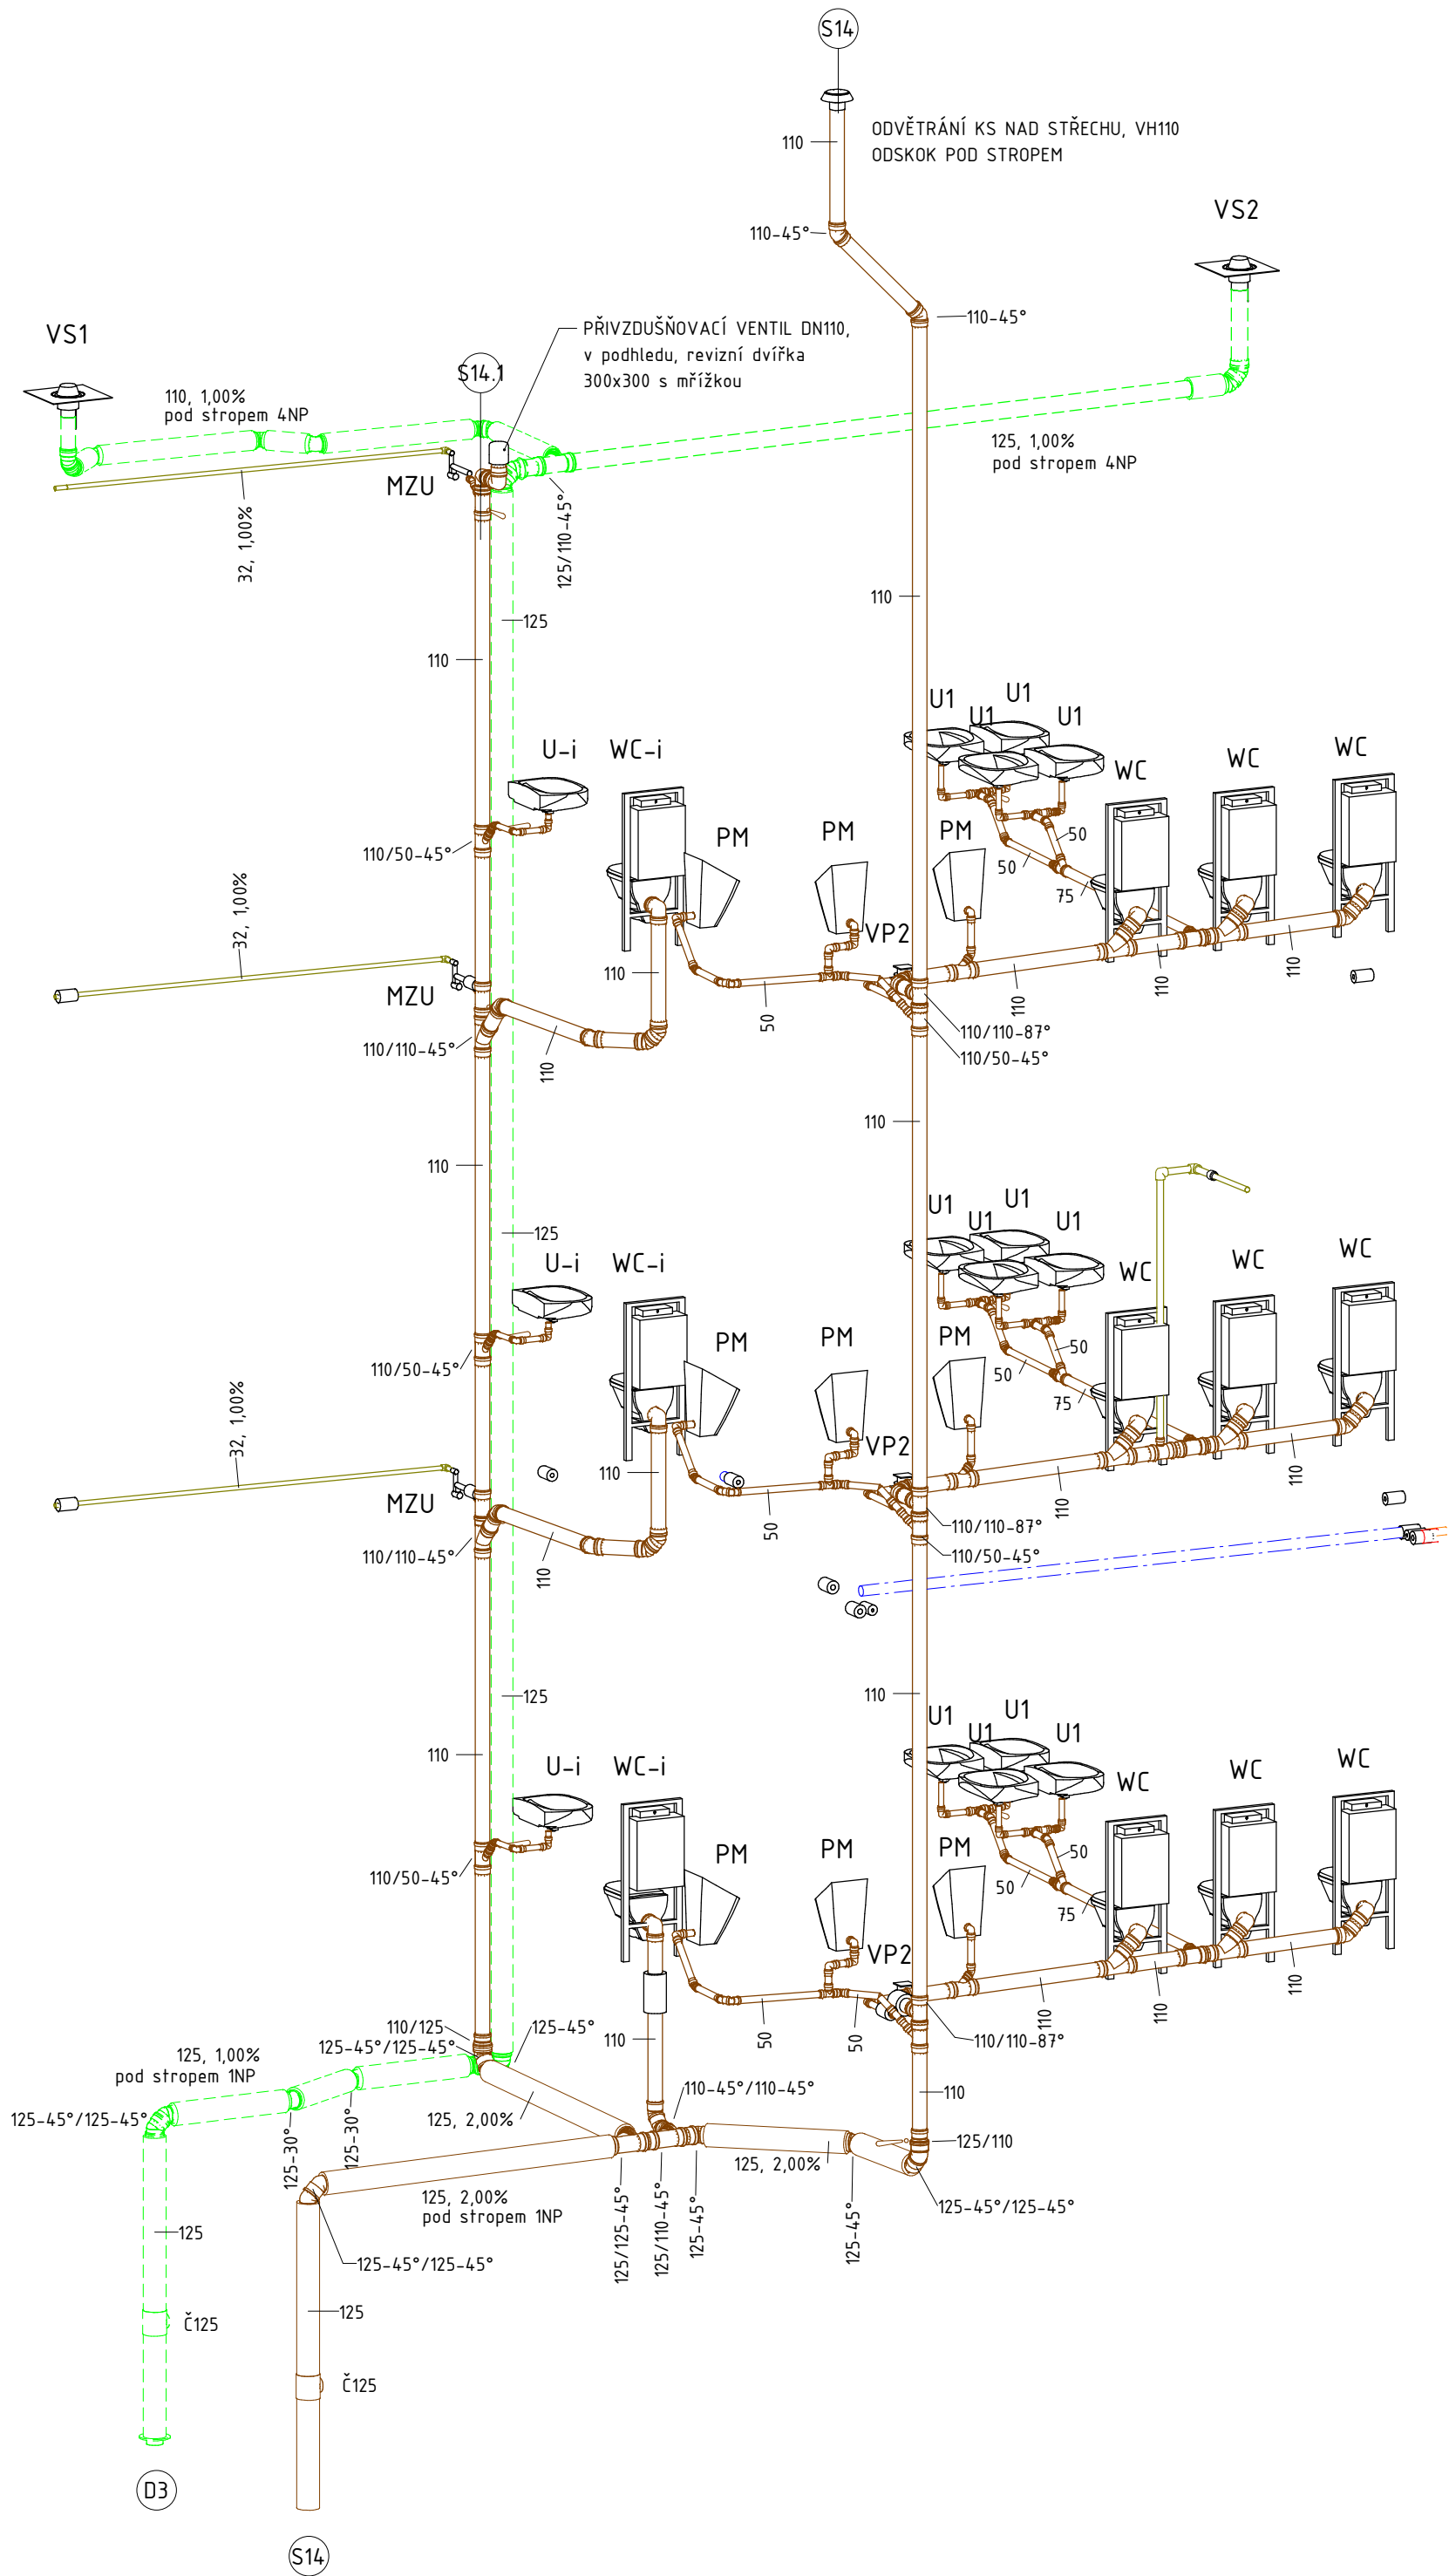 S14
110
ODVĚTRÁNÍ KS NAD STŘECHU, VH110
ODSKOK POD STROPEM
110-45°
VS2
110-45°
VS1
PŘIVZDUŠŇOVACÍ VENTIL DN110,
v podhledu, revizní dvířka
300x300 s mřížkou
S14.1
110, 1,00%
pod stropem 4NP
125, 1,00%
pod stropem 4NP
MZU
32, 1,00%
125/110-45°
110
125
110
U1
U1
U1
U1
U-i
WC-i
WC
WC
WC
PM
PM
PM
50
50
75
110/50-45°
32, 1,00%
VP2
110
MZU
50
110
110
110
110/110-87°
110/50-45°
110/110-45°
110
110
110
125
U1
U1
U1
U1
U-i
WC-i
WC
WC
WC
PM
PM
PM
50
50
75
110/50-45°
32, 1,00%
VP2
110
MZU
50
110
110
110/110-87°
110/50-45°
110/110-45°
110
110
125
110
U1
U1
U1
U1
U-i
WC-i
WC
WC
WC
PM
PM
PM
50
50
75
110/50-45°
VP2
110
110
110
110/125
125-45°
125-45°/125-45°
110
50
50
110/110-87°
125, 1,00%
pod stropem 1NP
110-45°/110-45°
110
125-45°/125-45°
125, 2,00%
125-30°
125-30°
125/110
125, 2,00%
125, 2,00%
pod stropem 1NP
125/125-45°
125/110-45°
125-45°
125-45°
125-45°/125-45°
125
125-45°/125-45°
125
Č125
Č125
D3
S14